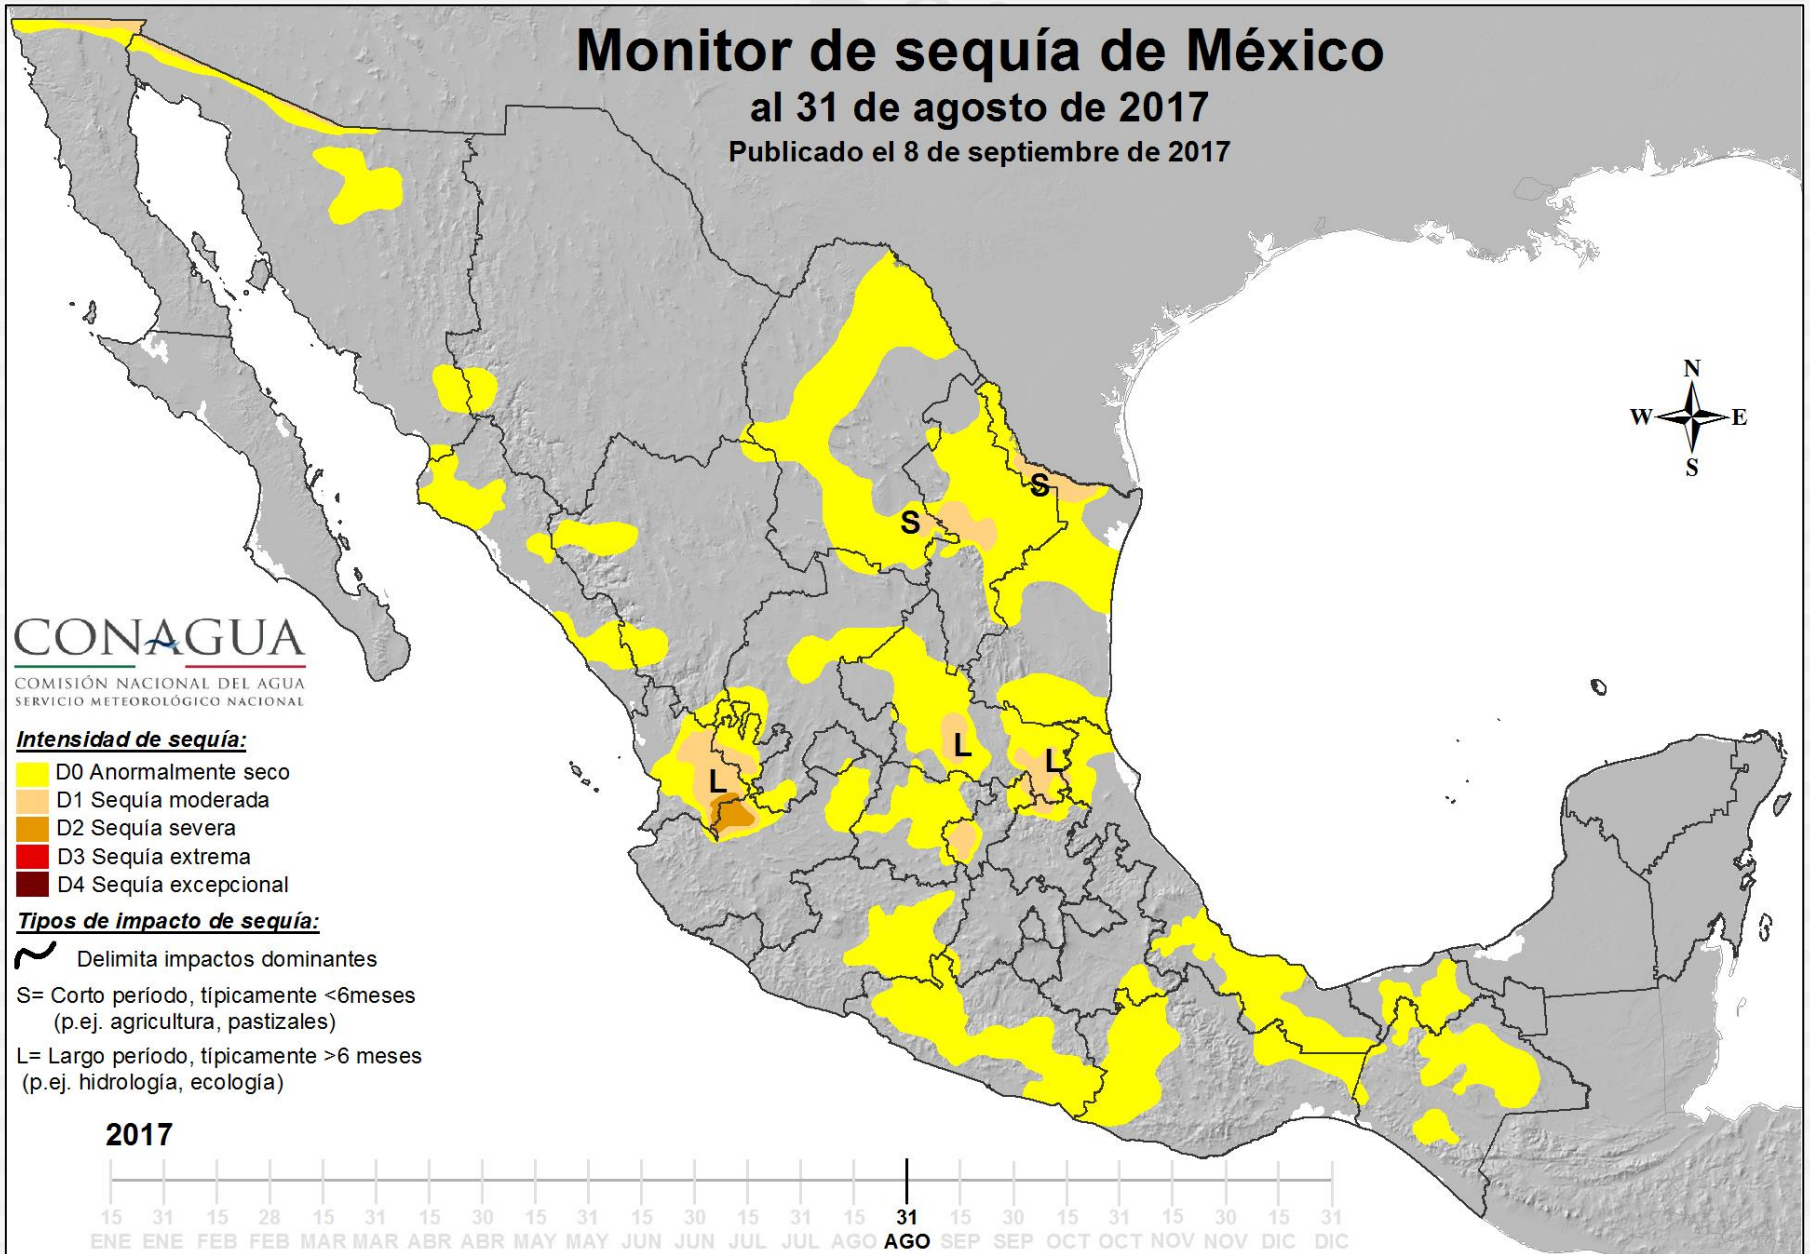 Monitor de sequía de México
al 31 de agosto de 2017
Publicado el 8 de septiembre de 2017
N
W E
S
S
S
L
L
L
CONAGUA
COMISIÓN NACIONAL DEL AGUA
SERVICIO METEOROLÓGICO NACIONAL
Intensidad de sequía:
D0 Anormalmente seco
D1 Sequía moderada
D2 Sequía severa
D3 Sequía extrema
D4 Sequía excepcional
Tipos de impacto de sequía:
Delimita impactos dominantes
S= Corto período, típicamente <6meses
(p.ej. agricultura, pastizales)
L= Largo período, típicamente >6 meses
(p.ej. hidrología, ecología)
2017
15 31 15 28 15 31 15 30 15 31 15 30 15 31 15 31 15 30 15 31 15 30 15 31
ENE ENE FEB FEB MAR MAR ABR ABR MAY MAY JUN JUN JUL JUL AGO AGO SEP SEP OCT OCT NOV NOV DIC DIC